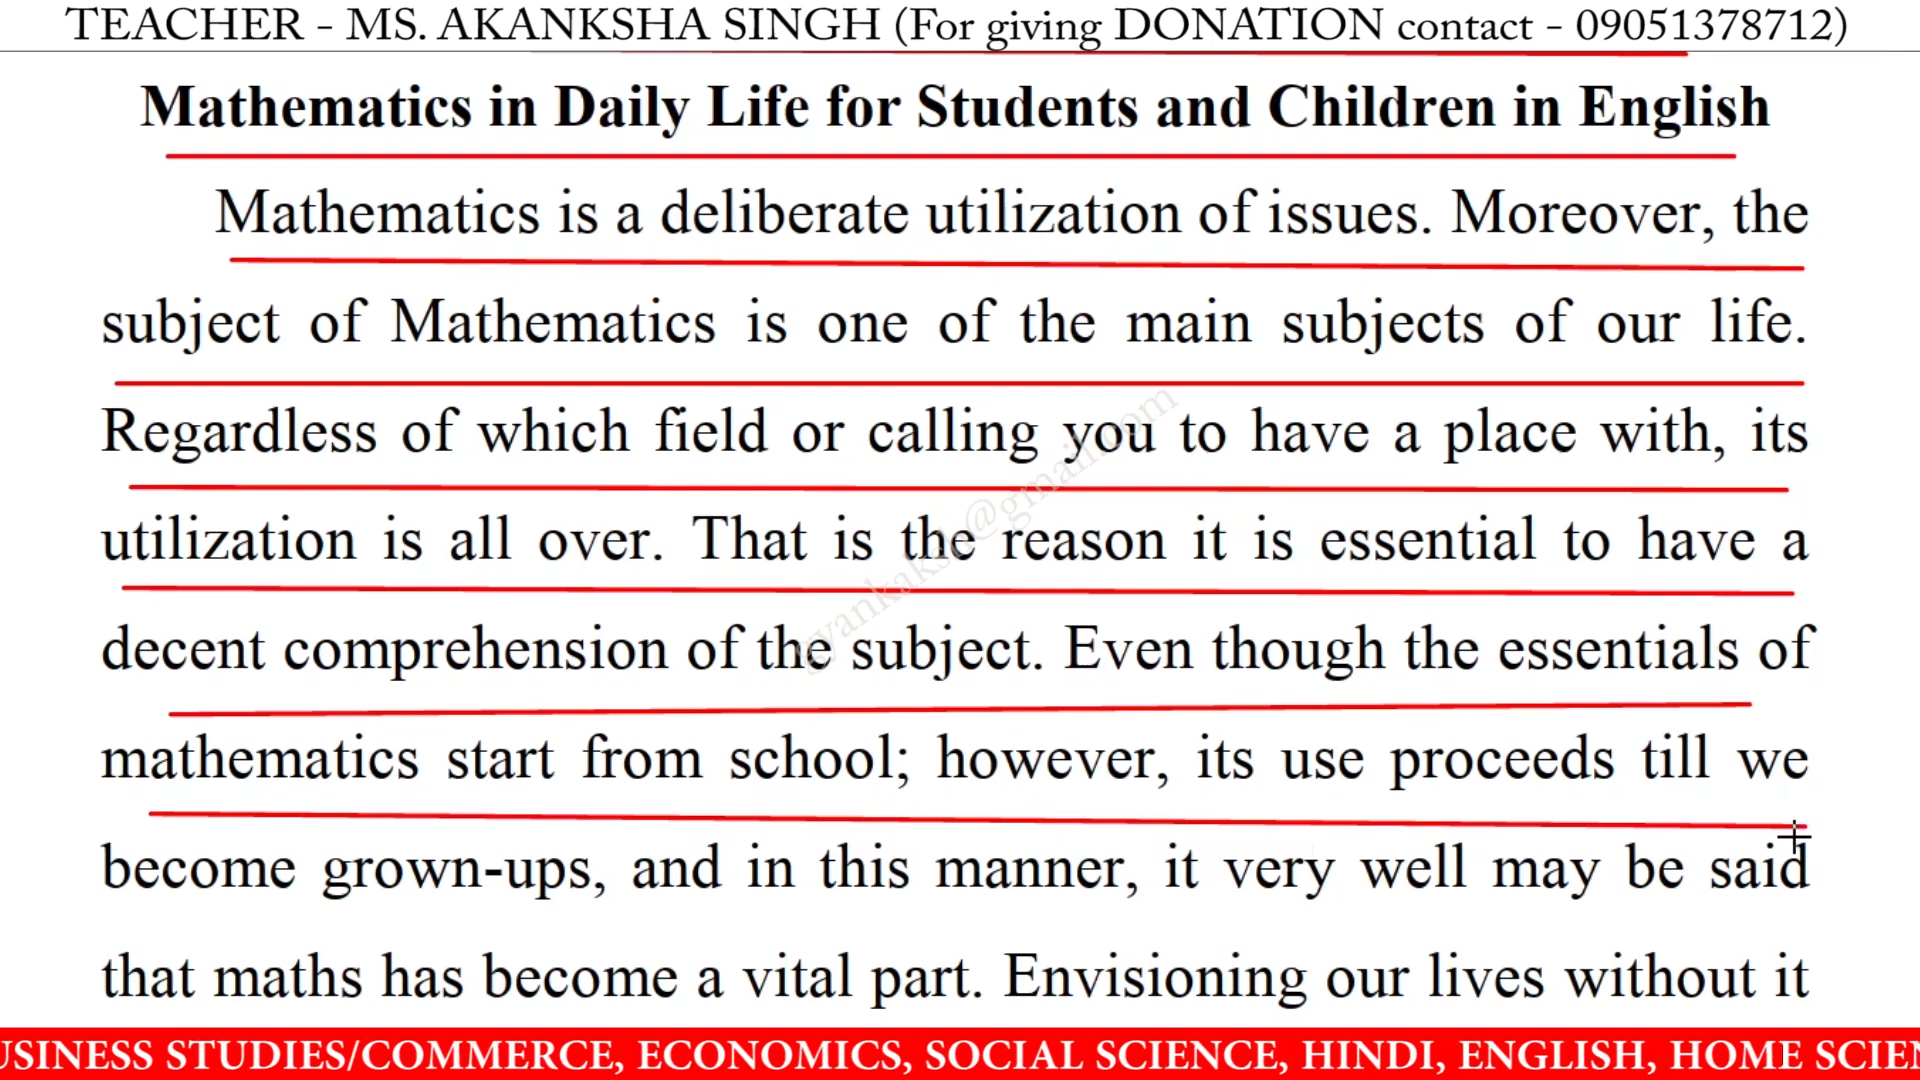 TEACHER - MS. AKANKSHA SINGH (For giving DONATION contact - 09051378712)
Mathematics in Daily Life for Students and Children in English
Mathematics is a deliberate utilization of issues. Moreover, the
subject of Mathematics is one of the main subjects of our life.
Regardless of which field or calling you to have a place with, its
utilization is all over. That is the reason it is essential to have a
decent comprehension of the subject. Even though the essentials of
mathematics start from school; however, its use proceeds till we
become grown-ups, and in this manner, it very well may be said
that maths has become a vital part. Envisioning our lives without it
USINESS STUDIES/COMMERCE, ECONOMICS, SOCIAL SCIENCE, HINDI, ENGLISH, HOME SCIEN